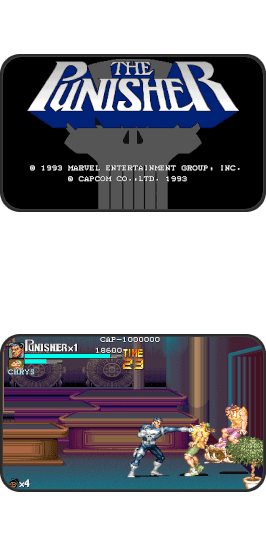 THE
PUNISHER
© 1993 MARVEL ENTERTAINMENT GROUP, INC.
© CAPCOM CO.,LTD. 1993
CAP-1000000
PUNISHER×1
18600
TIME
23
CHRYS
×4